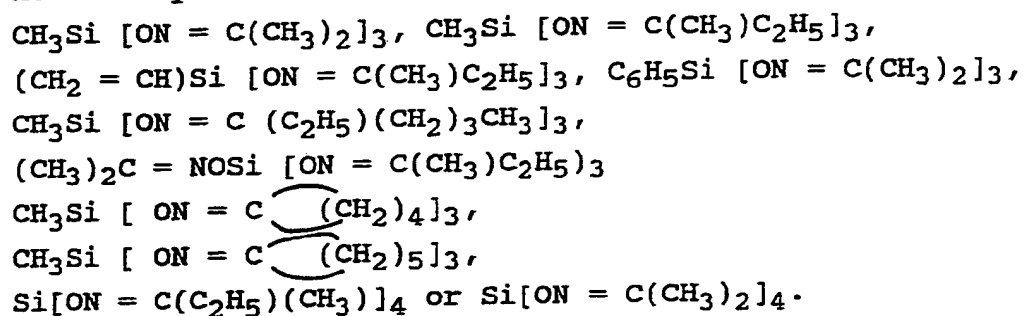 CH₃Si [ON = C(CH₃)₂]₃, CH₃Si [ON = C(CH₃)C₂H₅]₃,
(CH₂ = CH)Si [ON = C(CH₃)C₂H₅]₃, C₆H₅Si [ON = C(CH₃)₂]₃,
CH₃Si [ON = C (C₂H₅)(CH₂)₃CH₃]₃,
(CH₃)₂C = NOSi [ON = C(CH₃)C₂H₅)₃
CH₃Si [ ON = C (CH₂)₄]₃,
CH₃Si [ ON = C (CH₂)₅]₃,
Si[ON = C(C₂H₅)(CH₃)]₄ or Si[ON = C(CH₃)₂]₄.